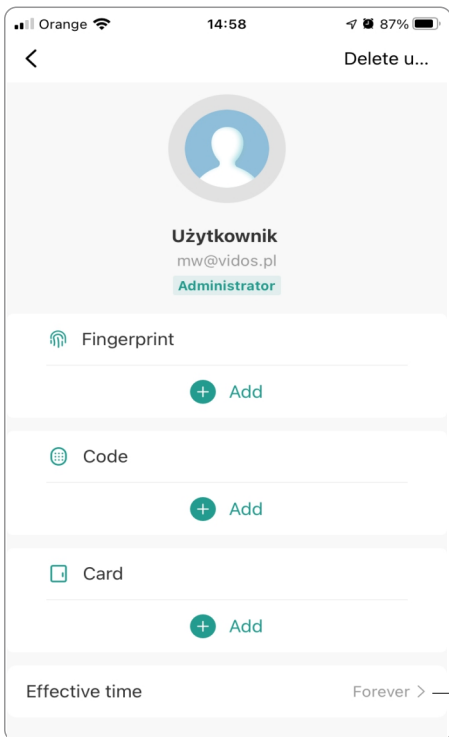 Orange 14:58 87%
Delete u...
Użytkownik
mw@vidos.pl
Administrator
Fingerprint
+ Add
Code
+ Add
Card
+ Add
Effective time Forever >